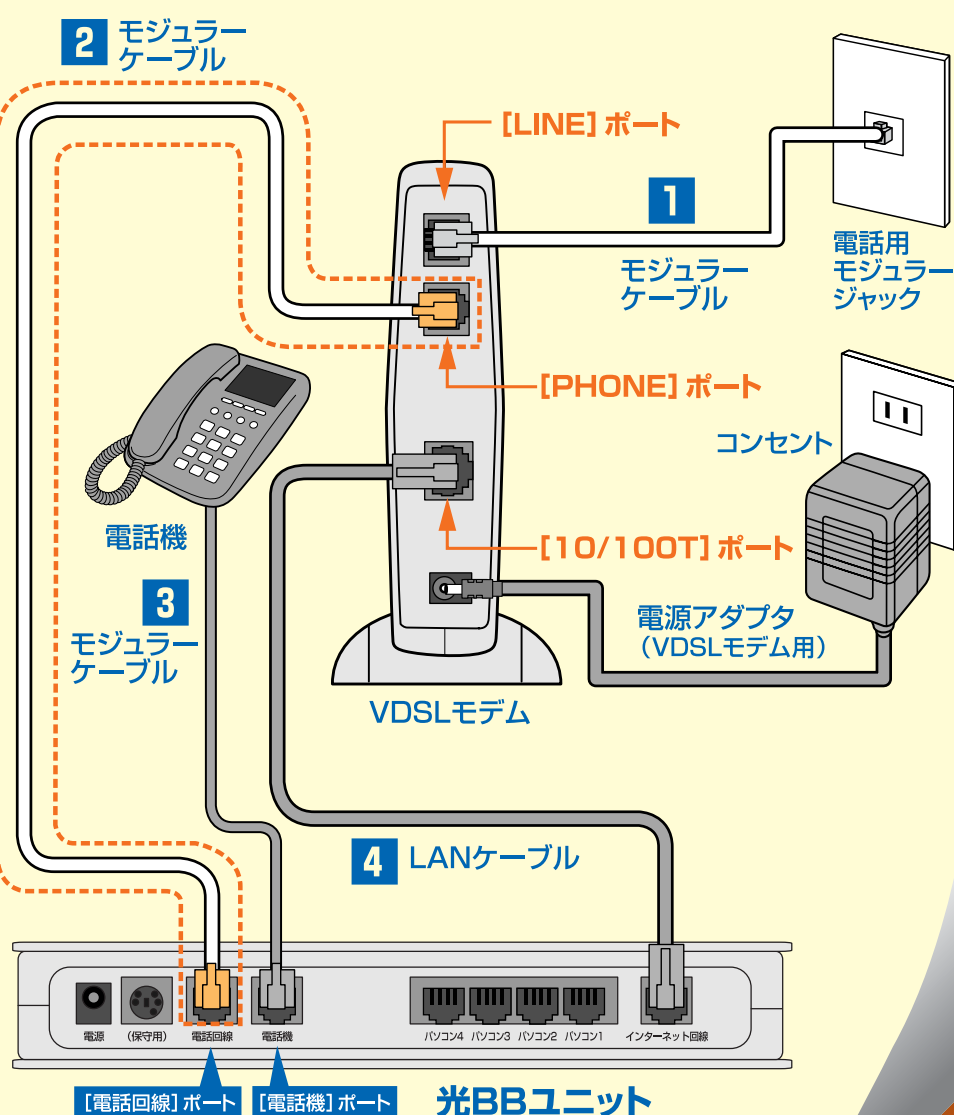 2 モジュラー
ケーブル
[LINE] ポート
1
モジュラー
ケーブル
電話用
モジュラー
ジャック
[PHONE] ポート
コンセント
電話機
[10/100T] ポート
3
モジュラー
ケーブル
電源アダプタ
(VDSLモデム用)
VDSLモデム
4 LANケーブル
電源 (保守用) 電話回線 電話機 パソコン4 パソコン3 パソコン2 パソコン1 インターネット回線
[電話回線] ポート [電話機] ポート 光BBユニット